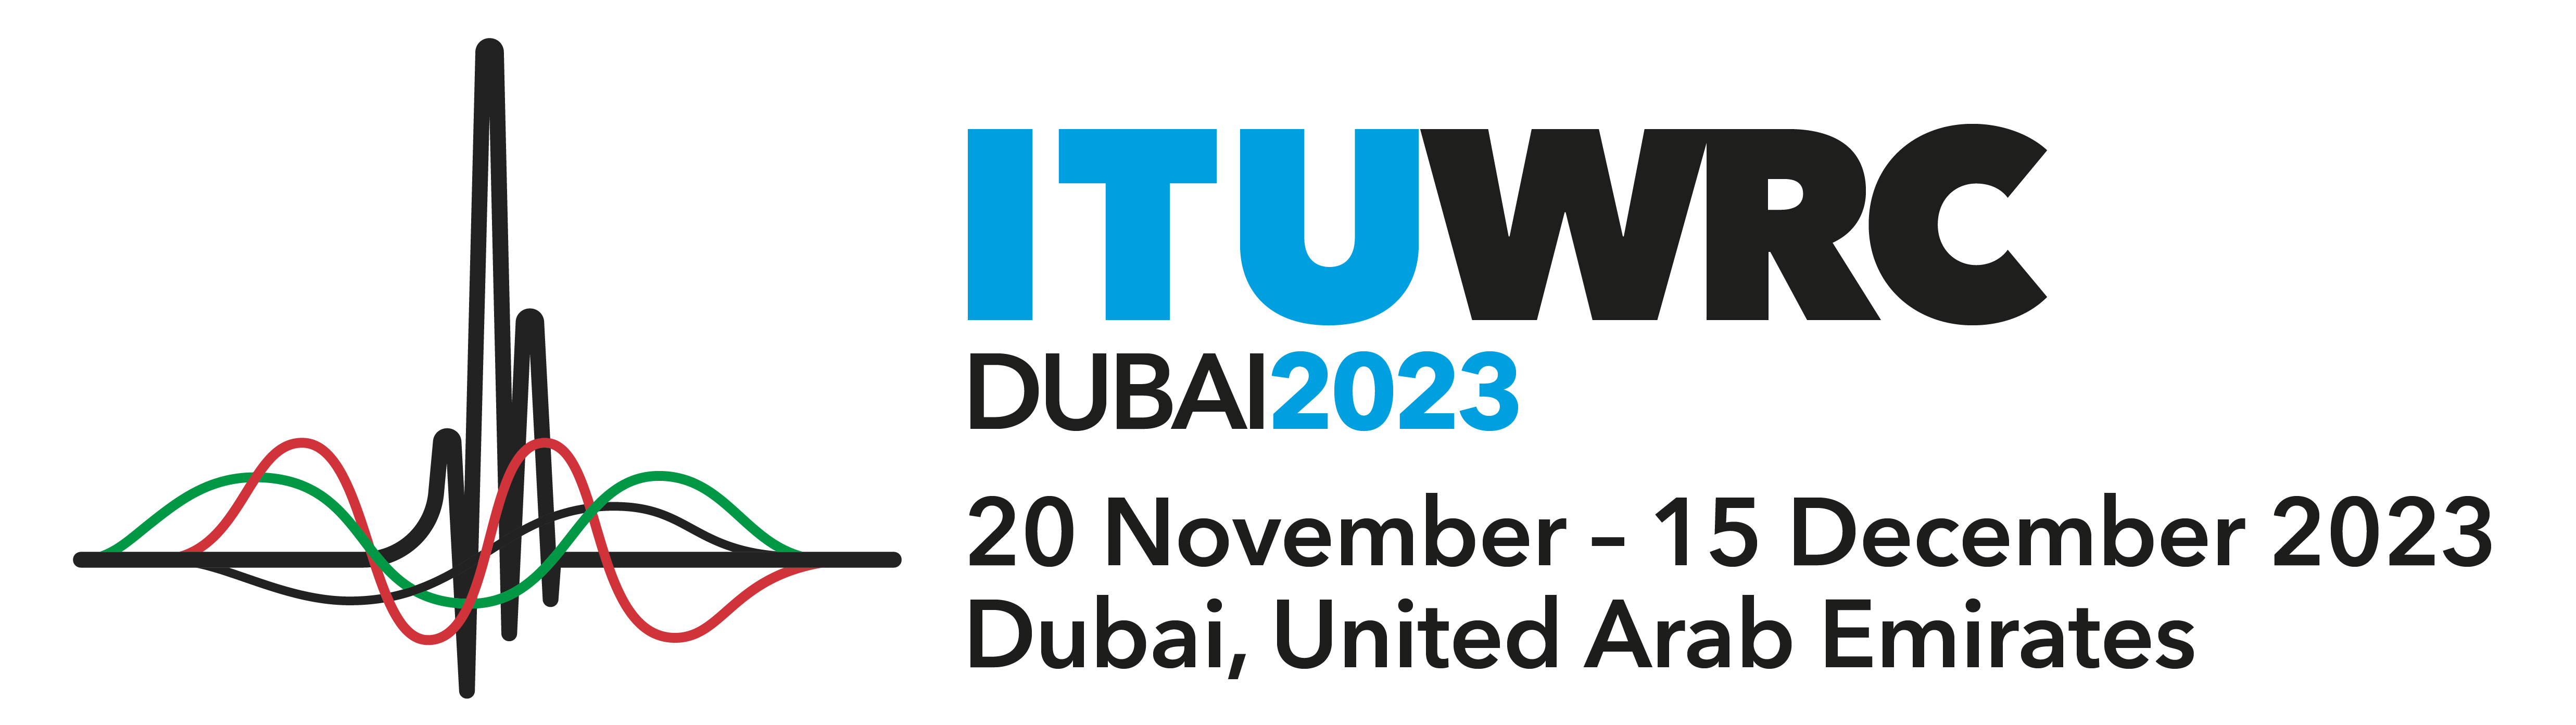 ITUWRC
DUBAI2023
20 November – 15 December 2023
Dubai, United Arab Emirates